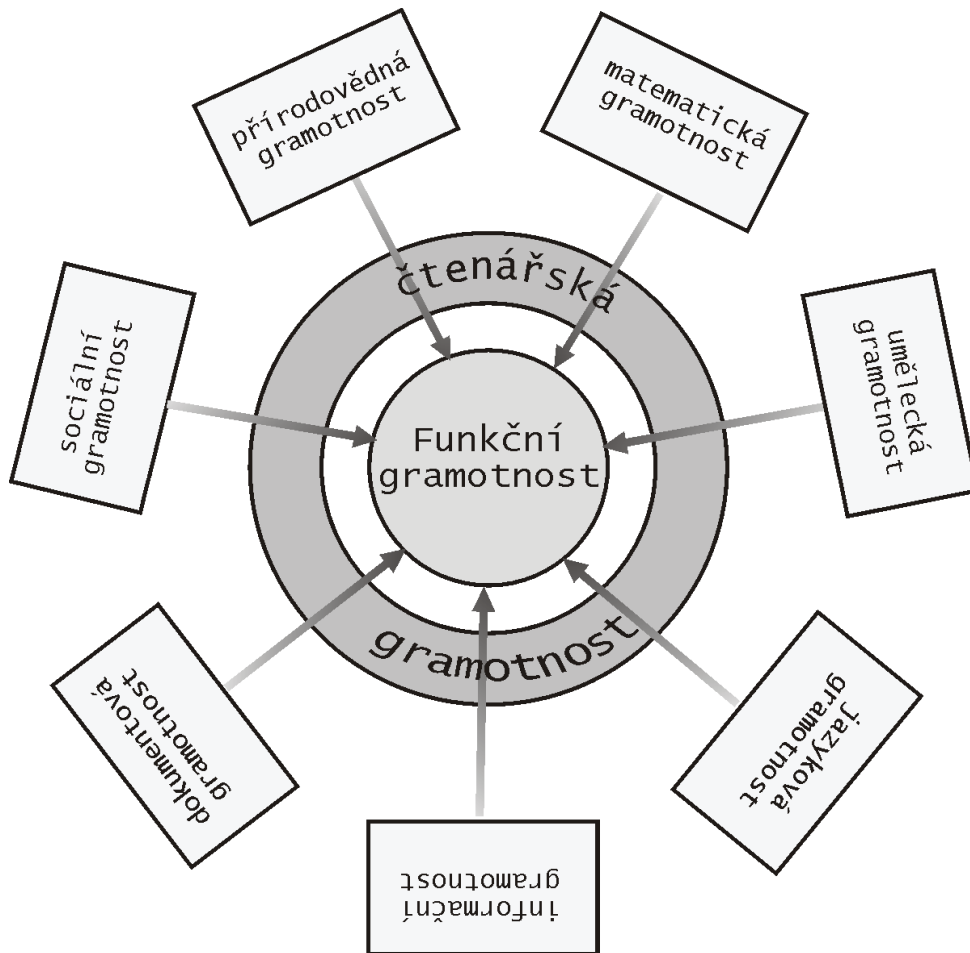 přírodovědná
gramotnost
matematická
gramotnost
čtenářská
sociální
gramotnost
umělecká
gramotnost
Funkční
gramotnost
gramotnost
dokumentová
gramotnost
jazyková
gramotnost
informační
gramotnost